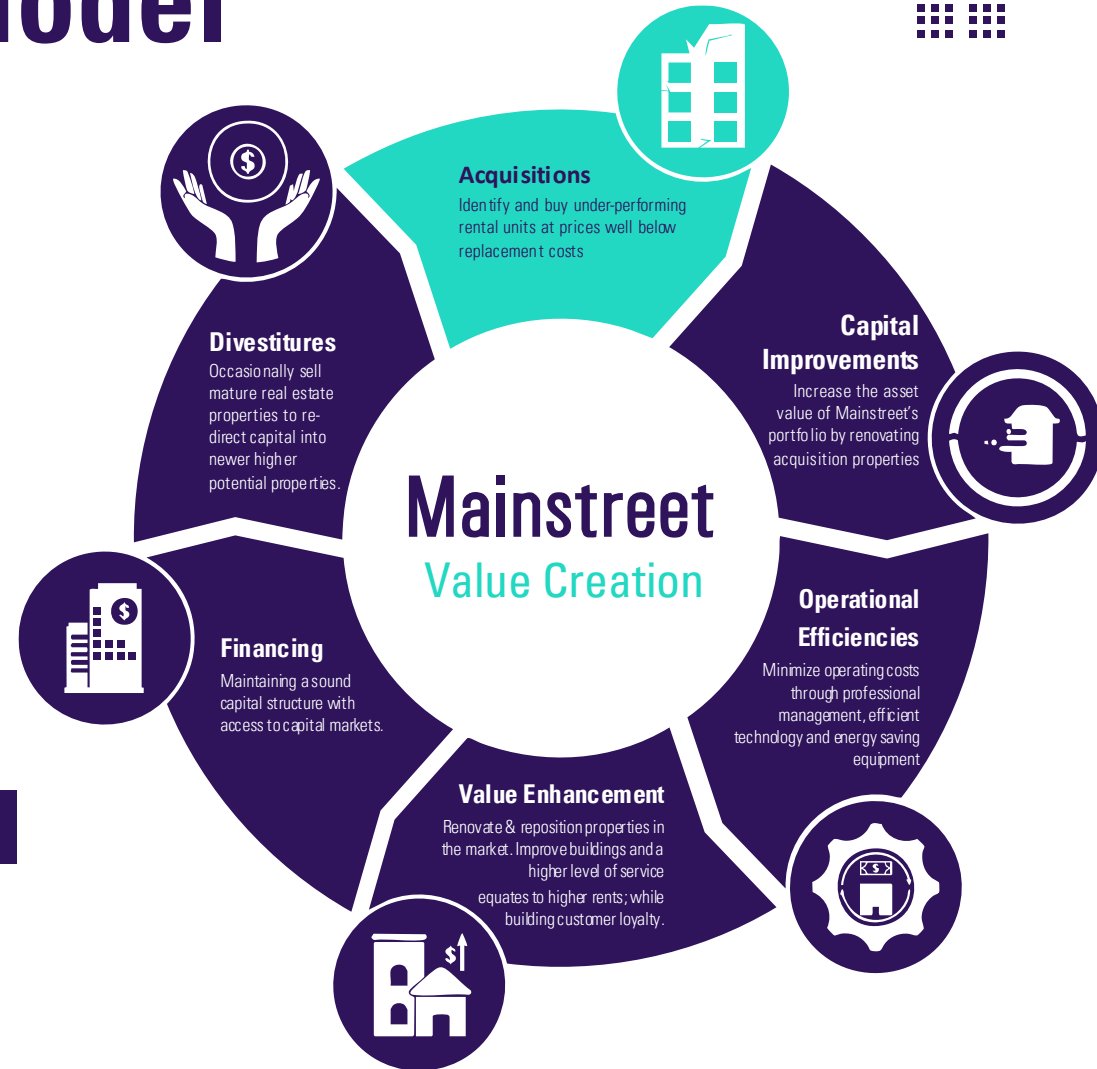 Model
Acquisitions
Identify and buy under-performing
rental units at prices well below
replacement costs
Capital
Improvements
Increase the asset
value of Mainstreet's
portfolio by renovating
acquisition properties
Operational
Efficiencies
Minimize operating costs
through professional
management, efficient
technology and energy saving
equipment
Value Enhancement
Renovate & reposition properties in
the market. Improve buildings and a
higher level of service
equates to higher rents; while
building customer loyalty.
Financing
Maintaining a sound
capital structure with
access to capital markets.
Divestitures
Occasionally sell
mature real estate
properties to re-
direct capital into
newer higher
potential properties.
Mainstreet
Value Creation
$
$
$
$